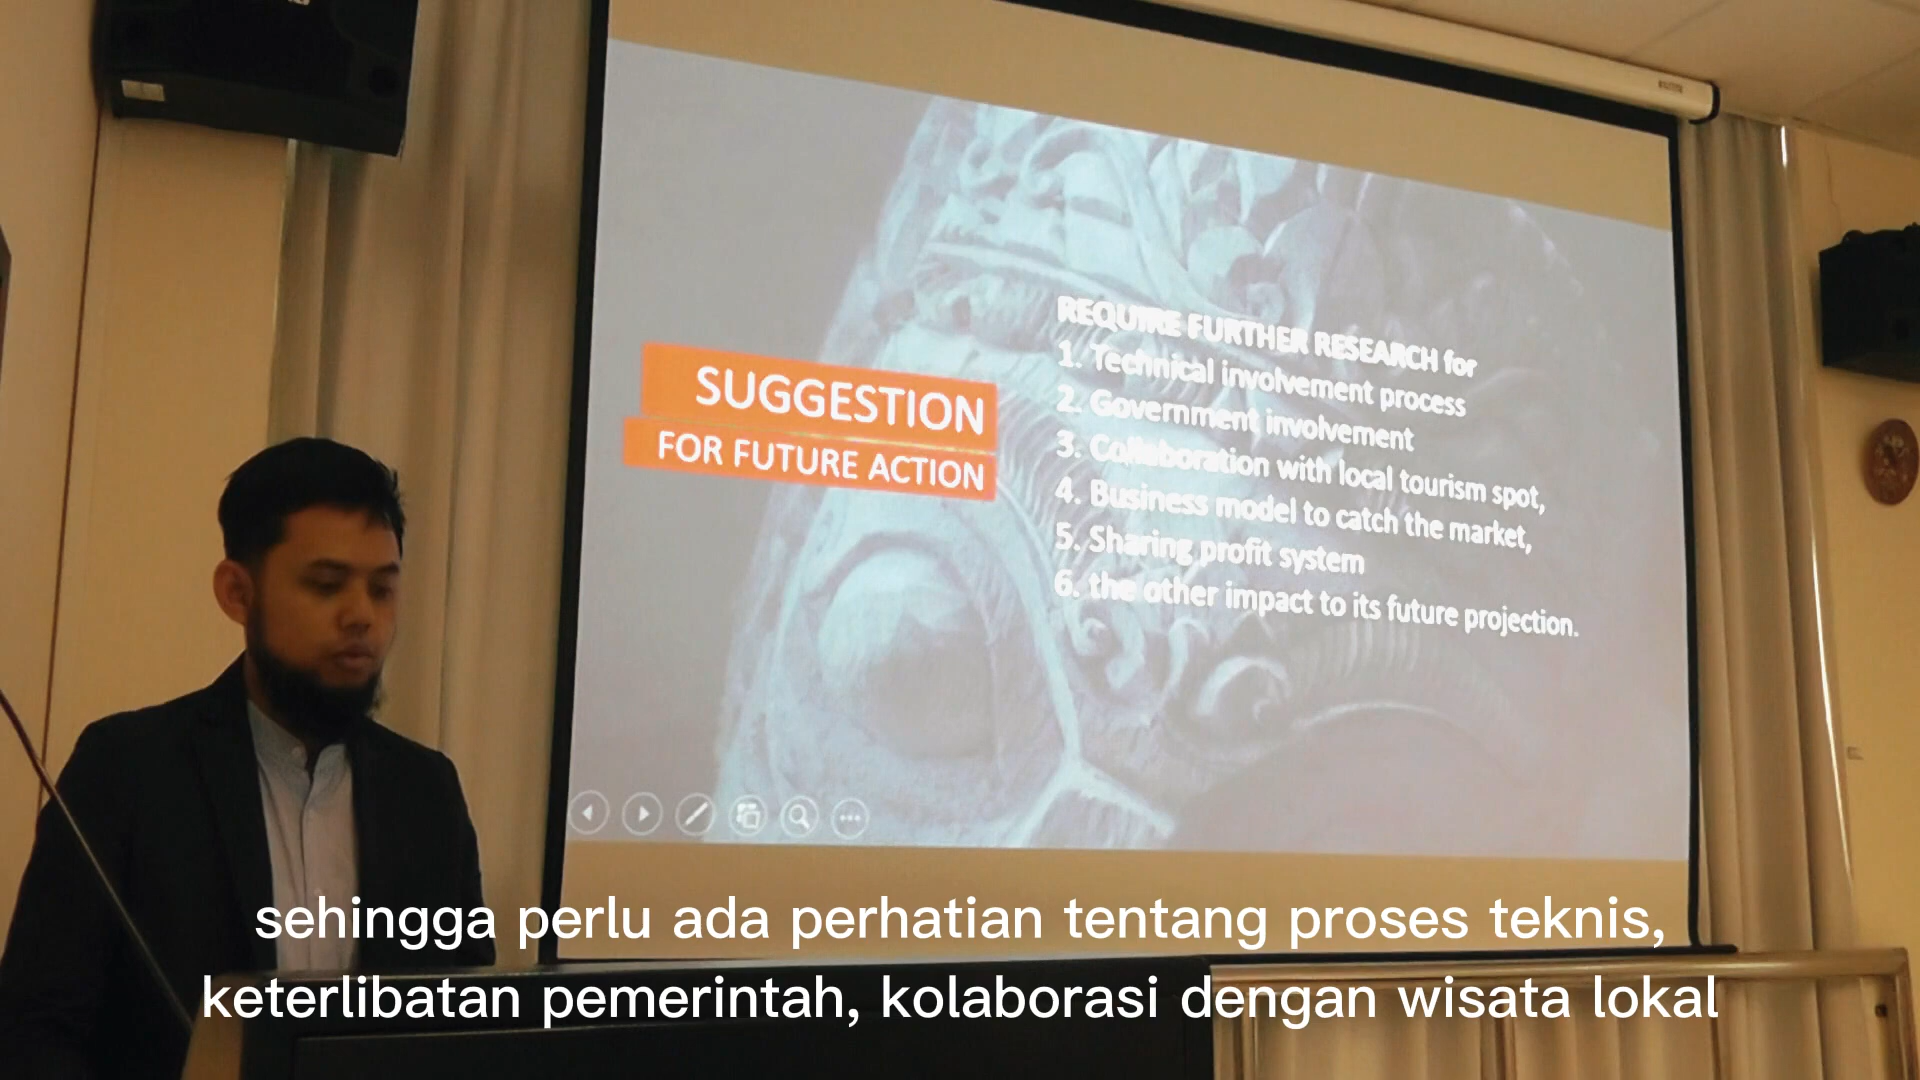 SUGGESTION
FOR FUTURE ACTION
REQUIRE FURTHER RESEARCH for
1. Technical involvement process
2. Government involvement
3. Collaboration with local tourism spot,
4. Business model to catch the market,
5. Sharing profit system
6. the other impact to its future projection.
sehingga perlu ada perhatian tentang proses teknis,
keterlibatan pemerintah, kolaborasi dengan wisata lokal